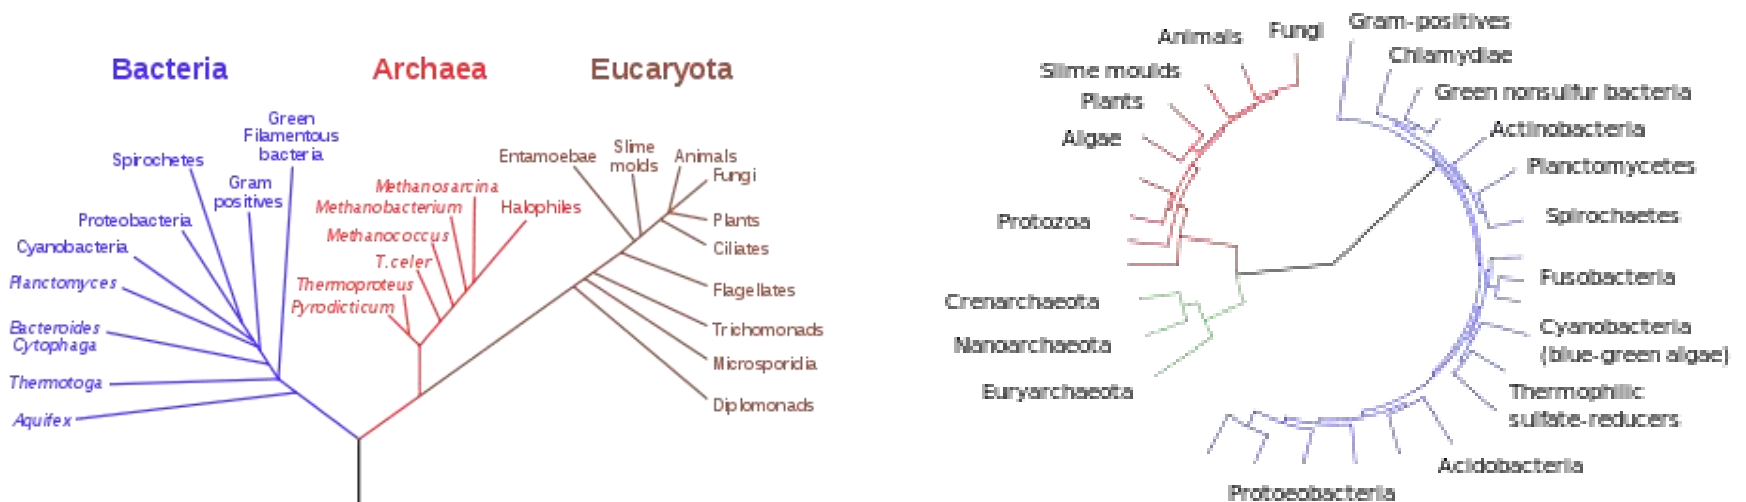 Bacteria
Archaea
Eucaryota
Green
Filamentous
bacteria
Spirochetes
Gram
positives
Proteobacteria
Cyanobacteria
Planctomyces
Bacteroides
Cytophaga
Thermotoga
Aquifex
Methanosarcina
Methanobacterium
Halophiles
Methanococcus
T.celer
Thermoproteus
Pyrodicticum
Entamoebae
Slime
molds
Animals
Fungi
Plants
Ciliates
Flagellates
Trichomonads
Microsporidia
Diplomonads
Fungi
Animals
Slime moulds
Plants
Algae
Protozoa
Crenarchaeota
Nanoarchaeota
Euryarchaeota
Gram-positives
Chlamydiae
Green nonsulfur bacteria
Actinobacteria
Planctomycetes
Spirochaetes
Fusobacteria
Cyanobacteria
(blue-green algae)
Thermophilic
sulfate-reducers
Acidobacteria
Protoeobacteria